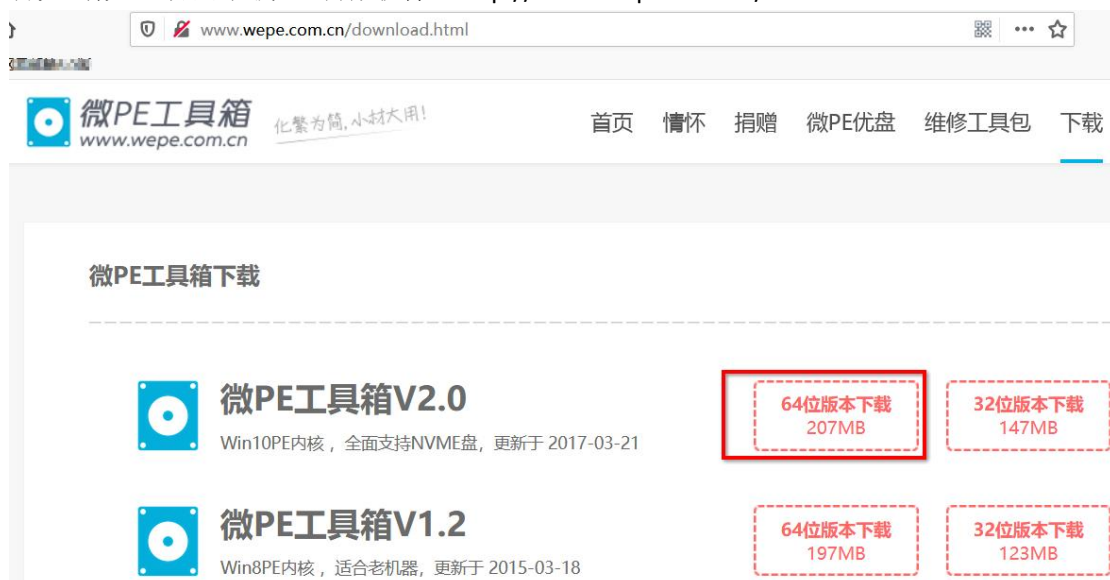 www.wepe.com.cn/download.html
微PE工具箱
www.wepe.com.cn
化繁为简,小材大用!
首页 情怀 捐赠 微PE优盘 维修工具包 下载
微PE工具箱下载
微PE工具箱V2.0
Win10PE内核，全面支持NVME盘，更新于 2017-03-21
64位版本下载
207MB
32位版本下载
147MB
微PE工具箱V1.2
Win8PE内核，适合老机器，更新于 2015-03-18
64位版本下载
197MB
32位版本下载
123MB